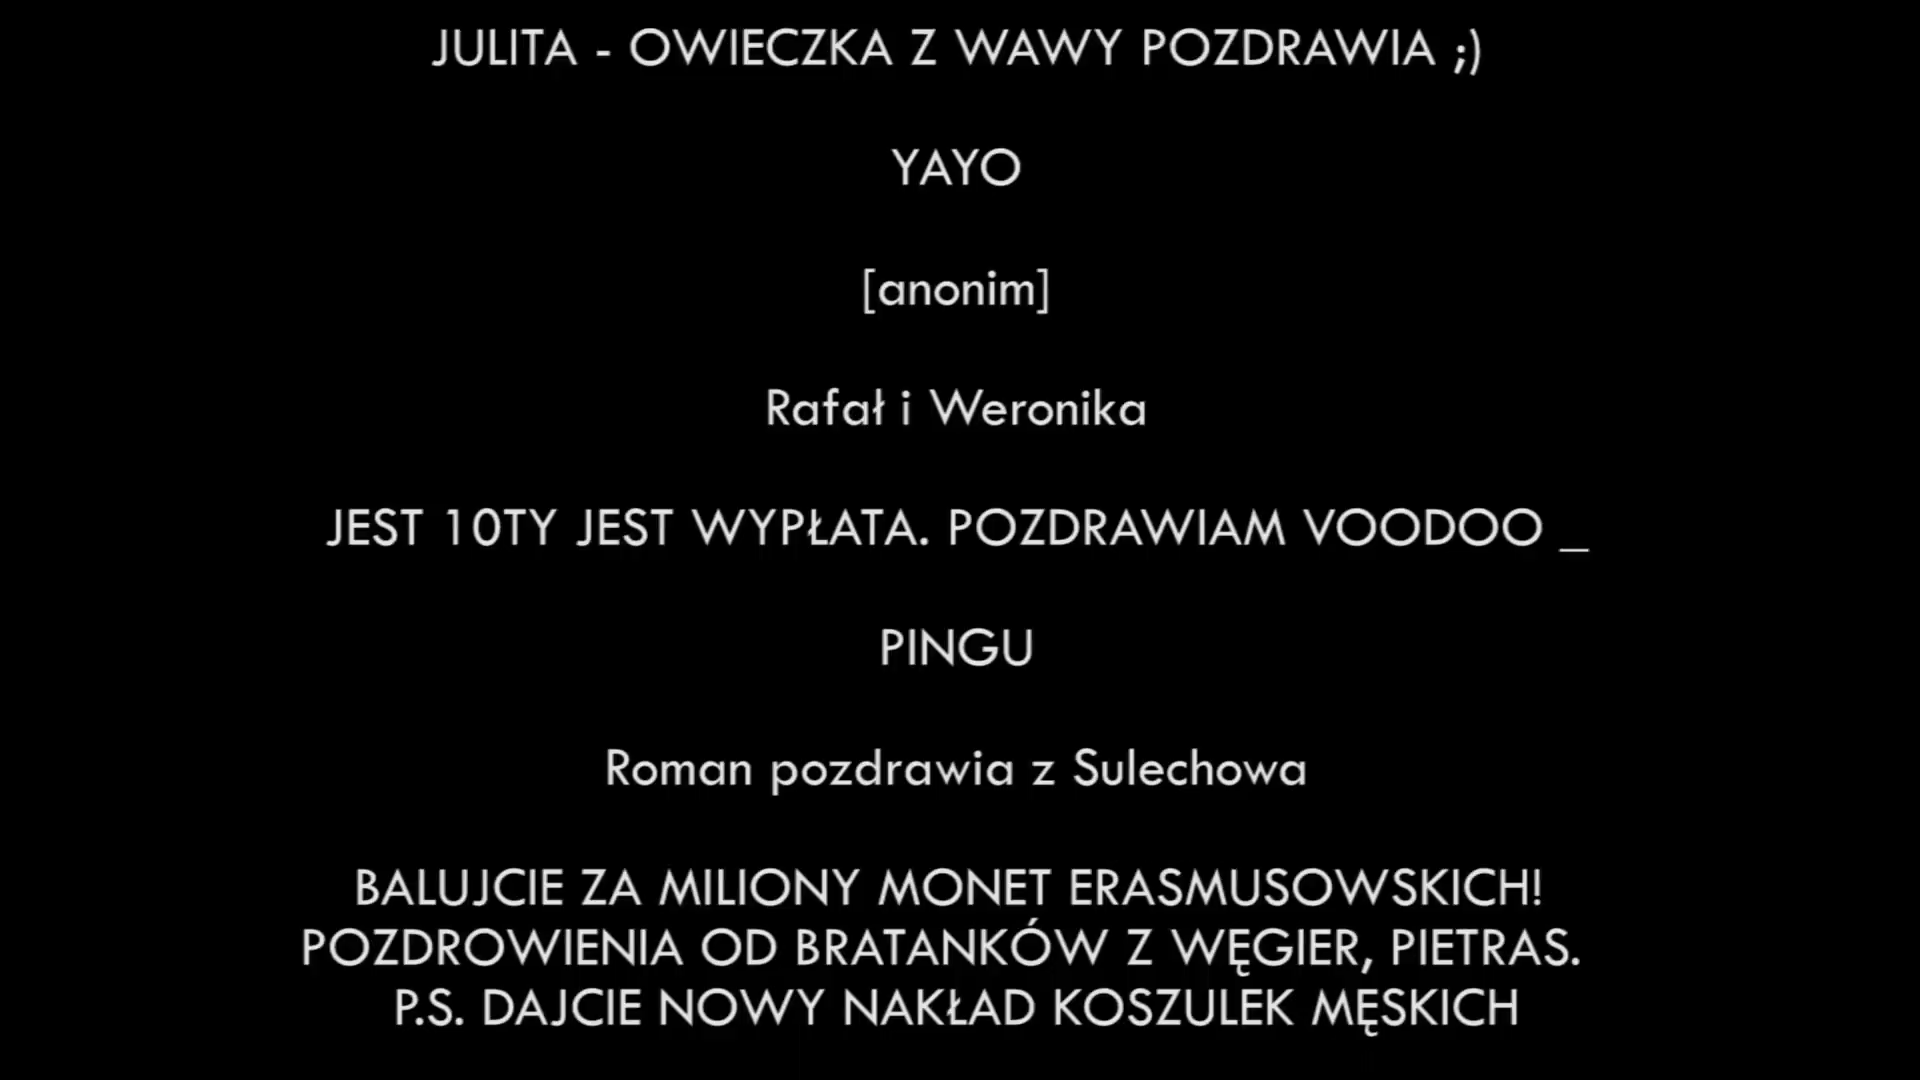 JULITA - OWIECZKA Z WAWY POZDRAWIA ;)
YAYO
[anonim]
Rafał i Weronika
JEST 10TY JEST WYPŁATA. POZDRAWIAM VOODOO _
PINGU
Roman pozdrawia z Sulechowa
BALUJCIE ZA MILIONY MONET ERASMUSOWSKICH!
POZDROWIENIA OD BRATANKÓW Z WĘGIER, PIETRAS.
P.S. DAJCIE NOWY NAKŁAD KOSZULEK MĘSKICH